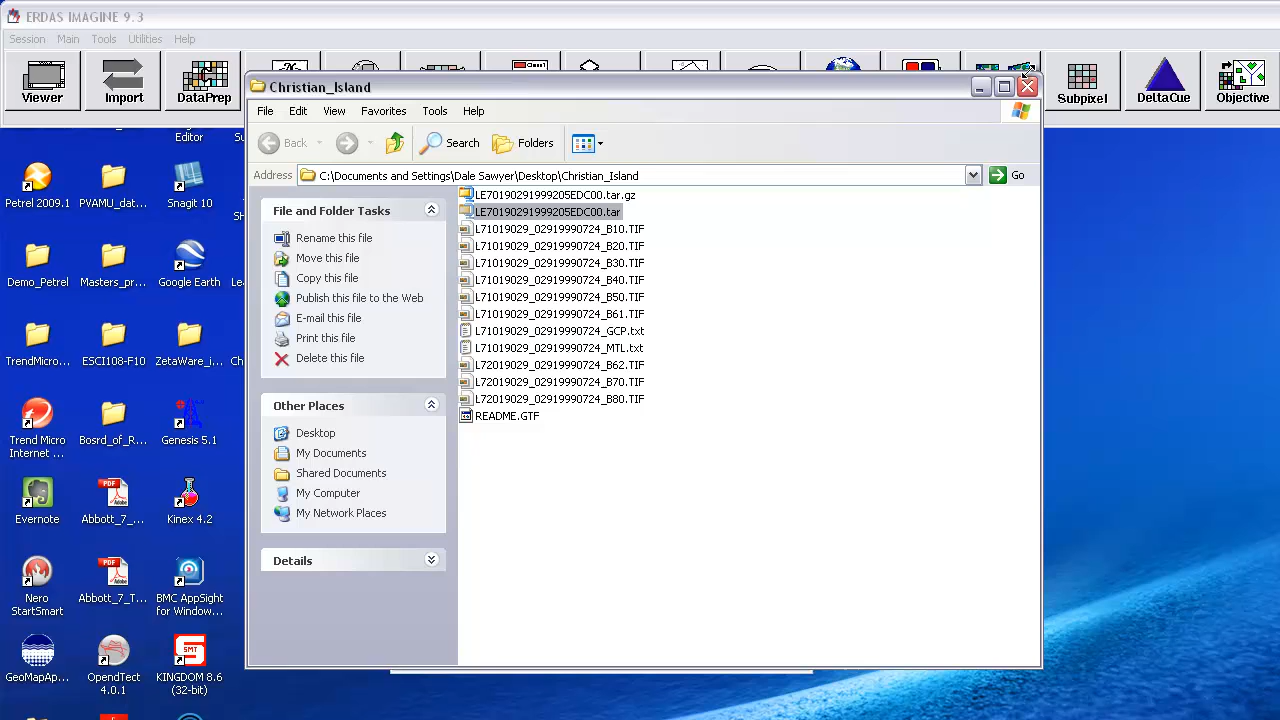 ERDAS IMAGINE 9.3
Session Main Tools Utilities Help
Viewer
Import
DataPrep
Class1
Subpixel
DeltaCue
Objective
Christian_Island
File Edit View Favorites Tools Help
Back
Search
Folders
Address
C:\Documents and Settings\Dale Sawyer\Desktop\Christian_Island
Go
File and Folder Tasks
Rename this file
Move this file
Copy this file
Publish this file to the Web
E-mail this file
Print this file
Delete this file
Other Places
Desktop
My Documents
Shared Documents
My Computer
My Network Places
Details
LE70190291999205EDC00.tar.gz
LE70190291999205EDC00.tar
L71019029_02919990724_B10.TIF
L71019029_02919990724_B20.TIF
L71019029_02919990724_B30.TIF
L71019029_02919990724_B40.TIF
L71019029_02919990724_B50.TIF
L71019029_02919990724_B61.TIF
L71019029_02919990724_GCP.txt
L71019029_02919990724_MTL.txt
L72019029_02919990724_B62.TIF
L72019029_02919990724_B70.TIF
L72019029_02919990724_B80.TIF
README.GTF
Editor
Petrel 2009.1
PVAMU_dat...
Snagit 10
Demo_Petrel
Masters_pr...
Google Earth
TrendMicro...
ESCI108-F10
ZetaWare_i...
Trend Micro
Internet ...
Bosrd_of_R...
Genesis 5.1
Evernote
PDF
Abbott_7_...
Kinex 4.2
Nero
StartSmart
PDF
Abbott_7_T...
BMC AppSight
for Window...
GeoMapAp...
OpendTect
4.0.1
SMT
KINGDOM 8.6
(32-bit)